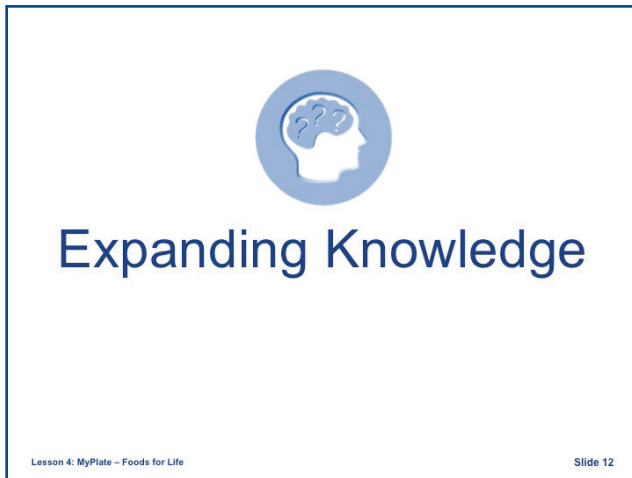 ???
Expanding Knowledge
Lesson 4: MyPlate – Foods for Life
Slide 12